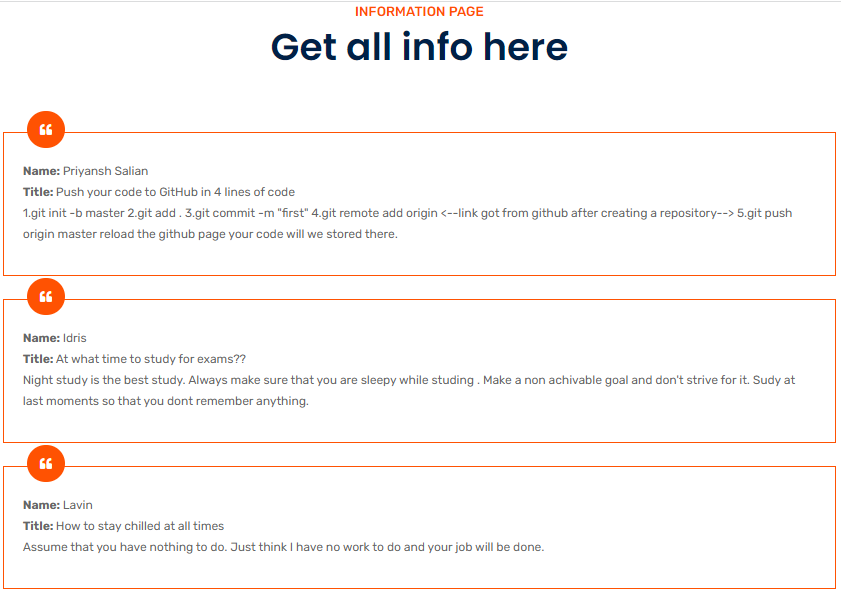 INFORMATION PAGE
Get all info here
Name: Priyansh Salian
Title: Push your code to GitHub in 4 lines of code
1.git init -b master 2.git add . 3.git commit -m "first" 4.git remote add origin <--link got from github after creating a repository--> 5.git push
origin master reload the github page your code will we stored there.
Name: Idris
Title: At what time to study for exams??
Night study is the best study. Always make sure that you are sleepy while studing . Make a non achivable goal and don't strive for it. Sudy at
last moments so that you dont remember anything.
Name: Lavin
Title: How to stay chilled at all times
Assume that you have nothing to do. Just think I have no work to do and your job will be done.